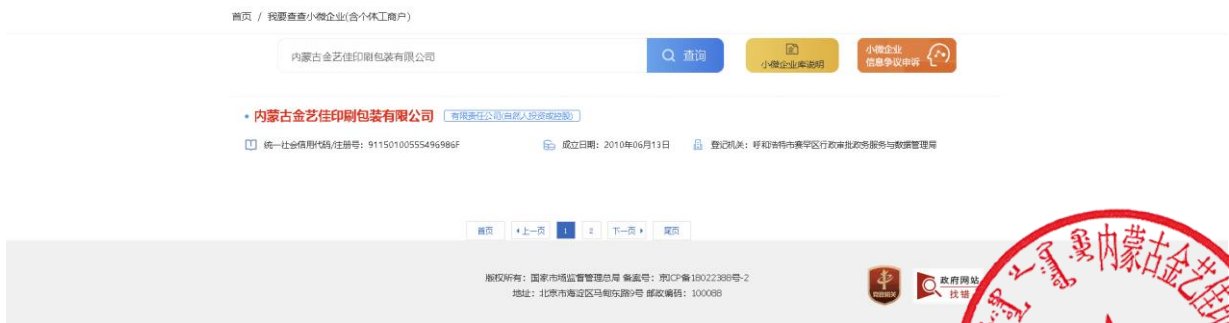 首页 / 我要查查小微企业(含个体工商户)
内蒙古金艺佳印刷包装有限公司
查询
小微企业库说明
小微企业
信息争议申诉
内蒙古金艺佳印刷包装有限公司 有限责任公司(自然人投资或控股)
统一社会信用代码/注册号：91150100555496986F 成立日期：2010年06月13日 登记机关：呼和浩特市赛罕区行政审批政务服务与数据管理局
首页 上一页 1 2 下一页 尾页
版权所有：国家市场监督管理总局 备案号：京ICP备18022388号-2
地址：北京市海淀区马甸东路9号 邮政编码：100088
党政机关
政府网站
找错
内蒙古金艺佳印